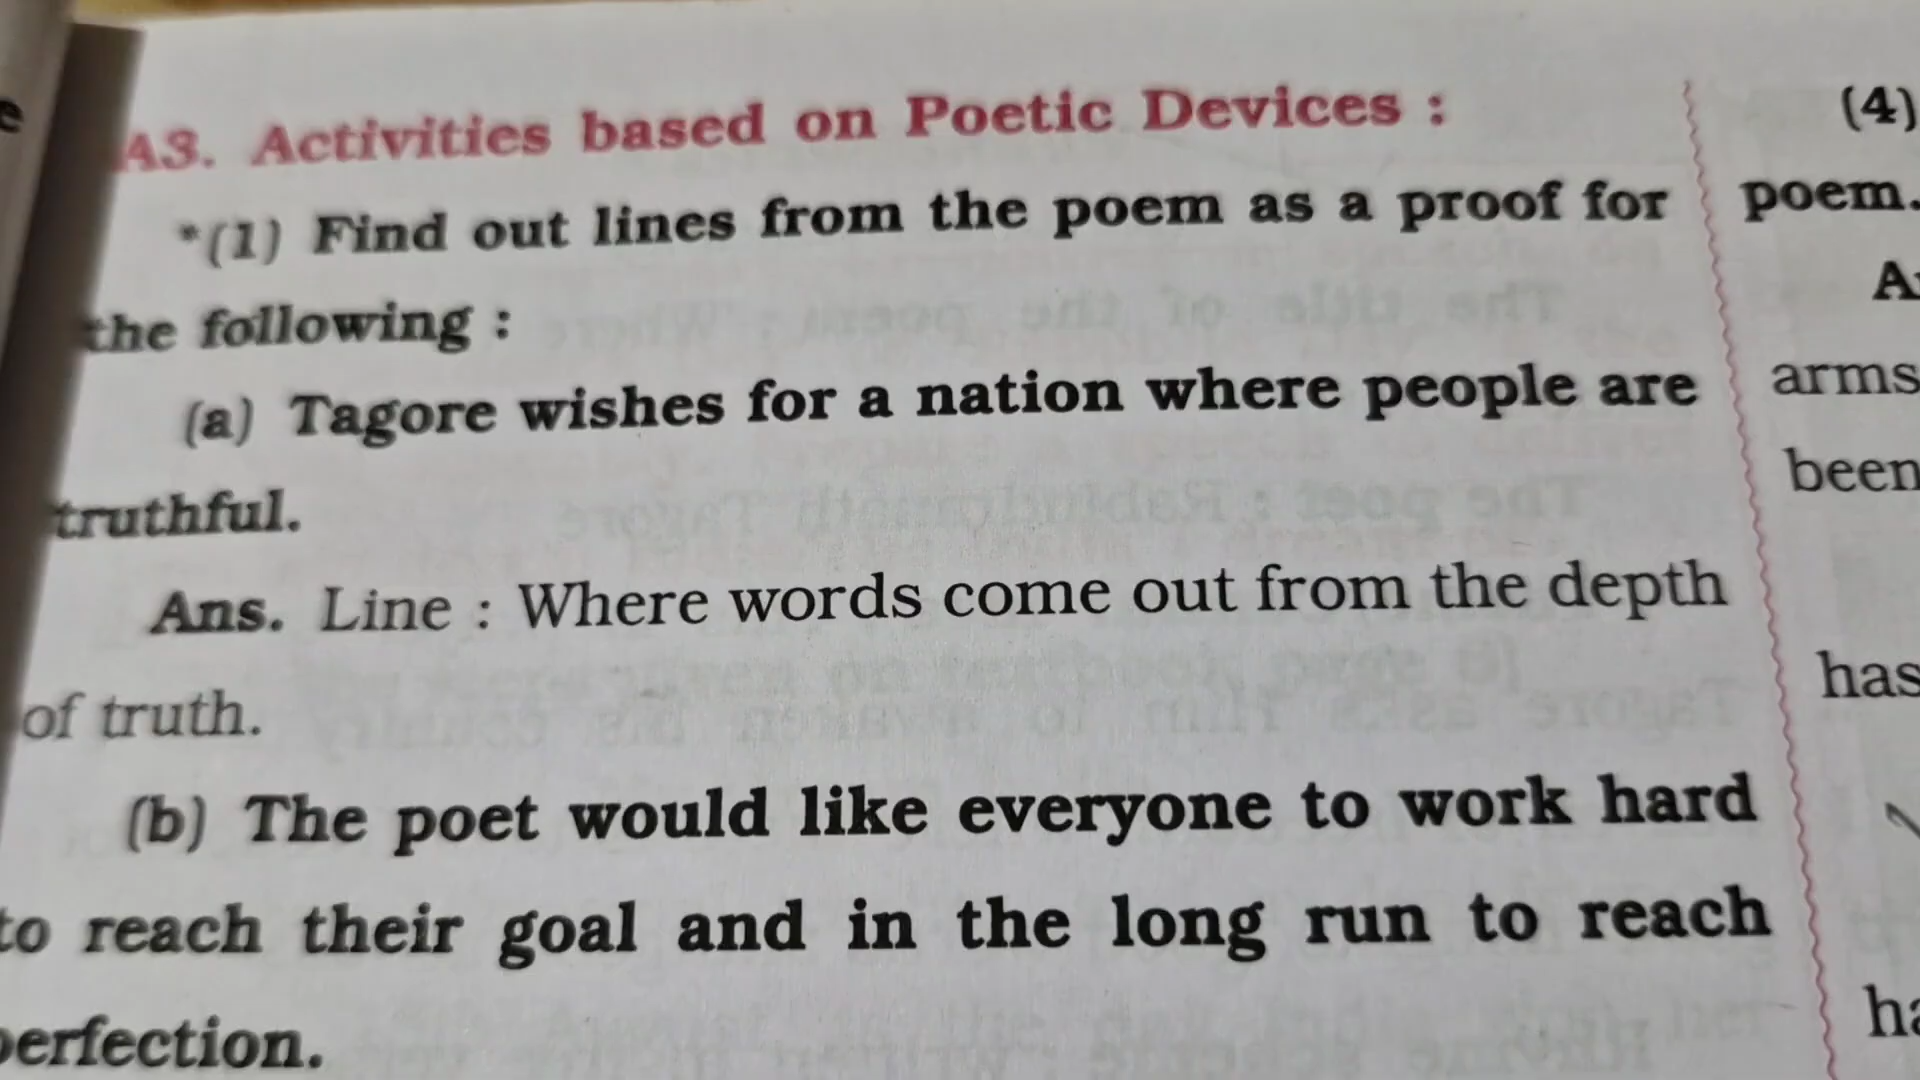 A3. Activities based on Poetic Devices :
*(1) Find out lines from the poem as a proof for
the following :
(a) Tagore wishes for a nation where people are
truthful.
Ans. Line : Where words come out from the depth
of truth.
(b) The poet would like everyone to work hard
to reach their goal and in the long run to reach
perfection.
(4)
poem.
arms
been
has